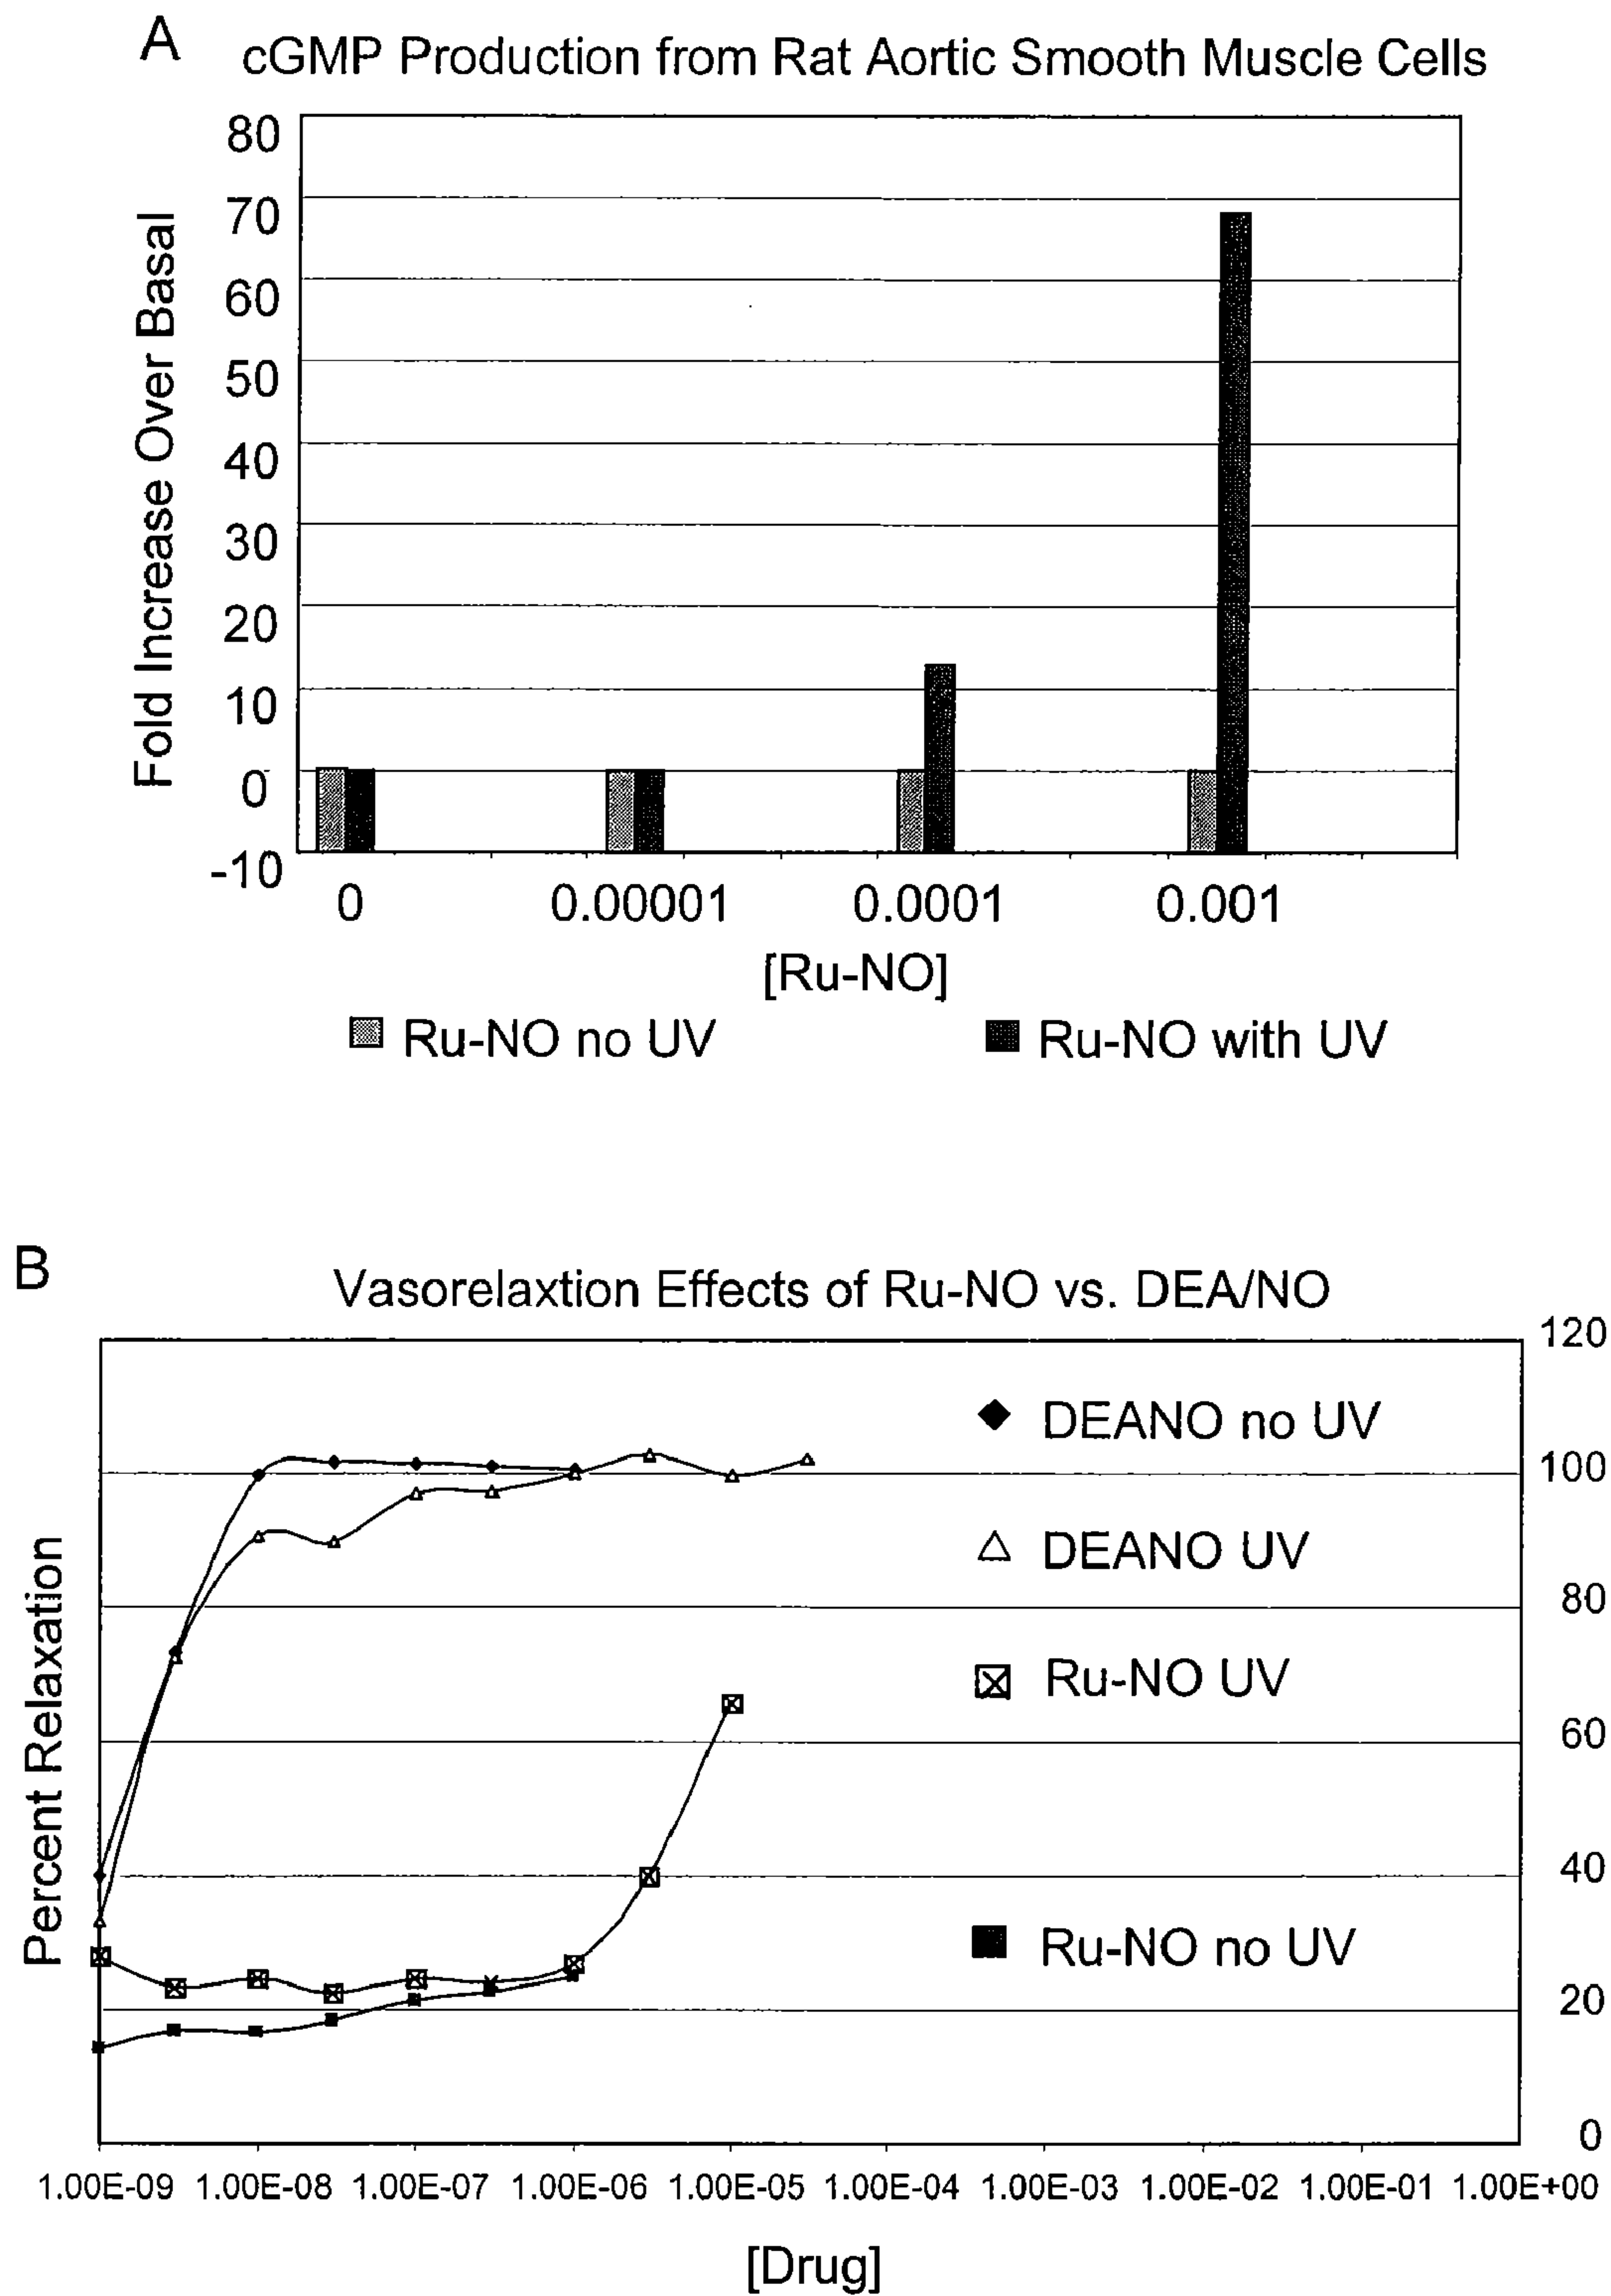 A
cGMP Production from Rat Aortic Smooth Muscle Cells
Fold Increase Over Basal
80
70
60
50
40
30
20
10
0
-10
0 0.00001 0.0001 0.001
[Ru-NO]
Ru-NO no UV Ru-NO with UV
B
Vasorelaxtion Effects of Ru-NO vs. DEA/NO
Percent Relaxation
120
100
80
60
40
20
0
DEANO no UV
DEANO UV
Ru-NO UV
Ru-NO no UV
1.00E-09 1.00E-08 1.00E-07 1.00E-06 1.00E-05 1.00E-04 1.00E-03 1.00E-02 1.00E-01 1.00E+00
[Drug]